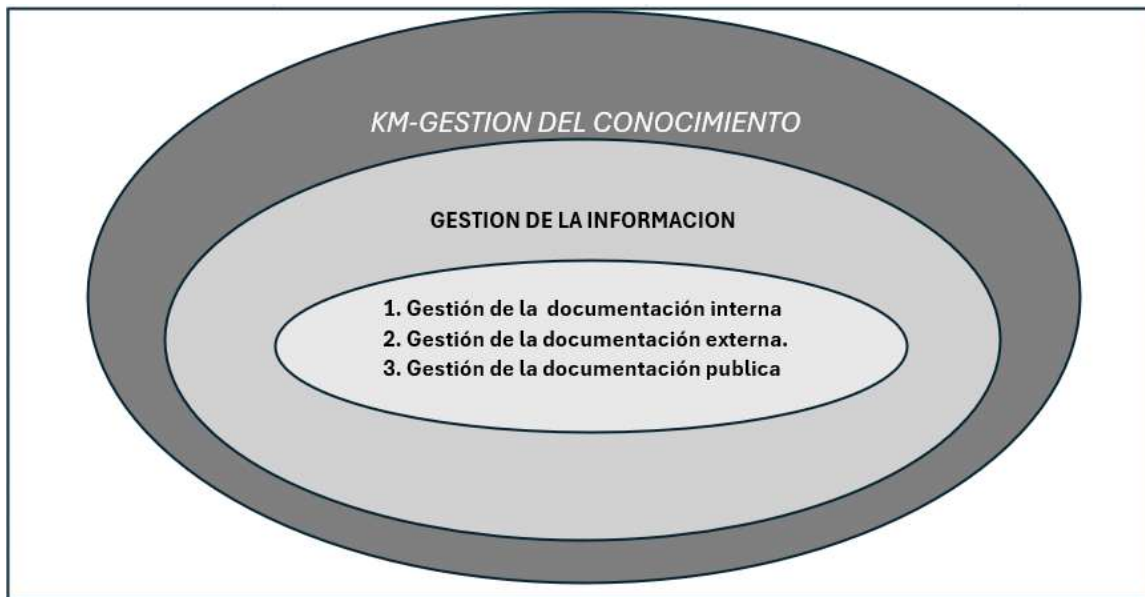 KM-GESTION DEL CONOCIMIENTO
GESTION DE LA INFORMACION
1. Gestión de la documentación interna
2. Gestión de la documentación externa.
3. Gestión de la documentación publica